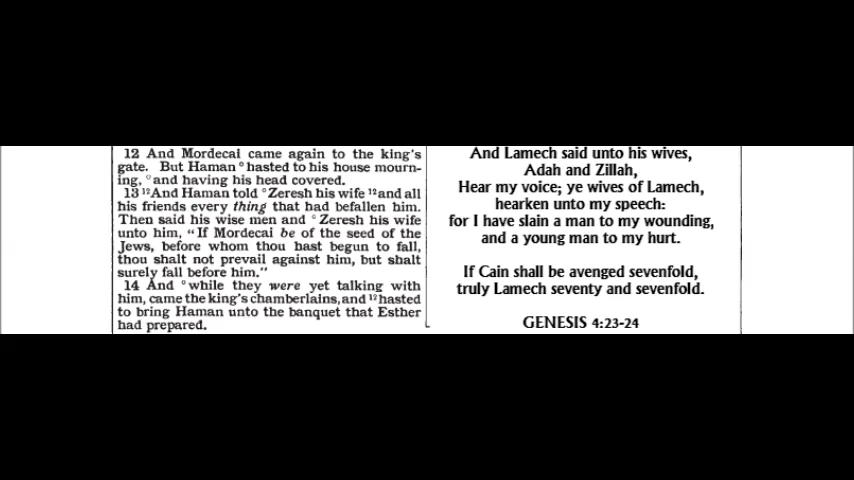 12 And Mordecai came again to the king's
gate. But Haman °hasted to his house mourn-
ing, °and having his head covered.
13 ¹²And Haman told °Zeresh his wife ¹²and all
his friends every thing that had befallen him.
Then said his wise men and °Zeresh his wife
unto him, "If Mordecai be of the seed of the
Jews, before whom thou hast begun to fall,
thou shalt not prevail against him, but shalt
surely fall before him."
14 And °while they were yet talking with
him, came the king's chamberlains, and ¹²hasted
to bring Haman unto the banquet that Esther
had prepared.
And Lamech said unto his wives,
Adah and Zillah,
Hear my voice; ye wives of Lamech,
hearken unto my speech:
for I have slain a man to my wounding,
and a young man to my hurt.
If Cain shall be avenged sevenfold,
truly Lamech seventy and sevenfold.
GENESIS 4:23-24